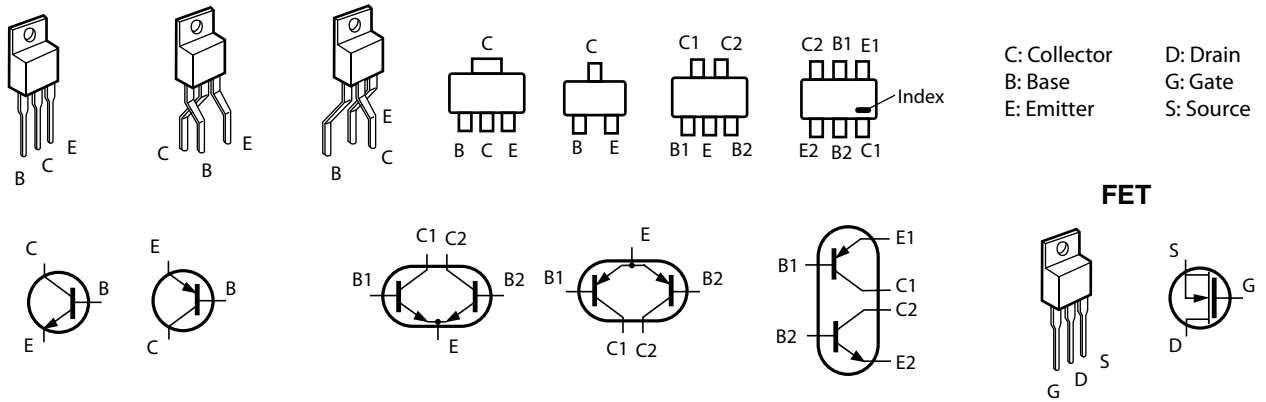 B C E
C B E
B E C
C
B C E
C
B E
C1 C2
B1 E B2
C2 B1 E1
Index
E2 B2 C1
C: Collector D: Drain
B: Base G: Gate
E: Emitter S: Source
FET
C
B
E
E
B
C
C1 C2
B1 B2
E
E
B1 B2
C1 C2
E1
B1
C1
C2
B2
E2
G D S
S
G
D